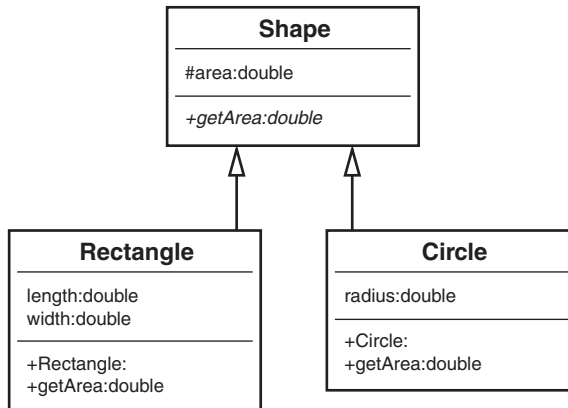 Shape
#area:double
+getArea:double
Rectangle
length:double
width:double
+Rectangle:
+getArea:double
Circle
radius:double
+Circle:
+getArea:double